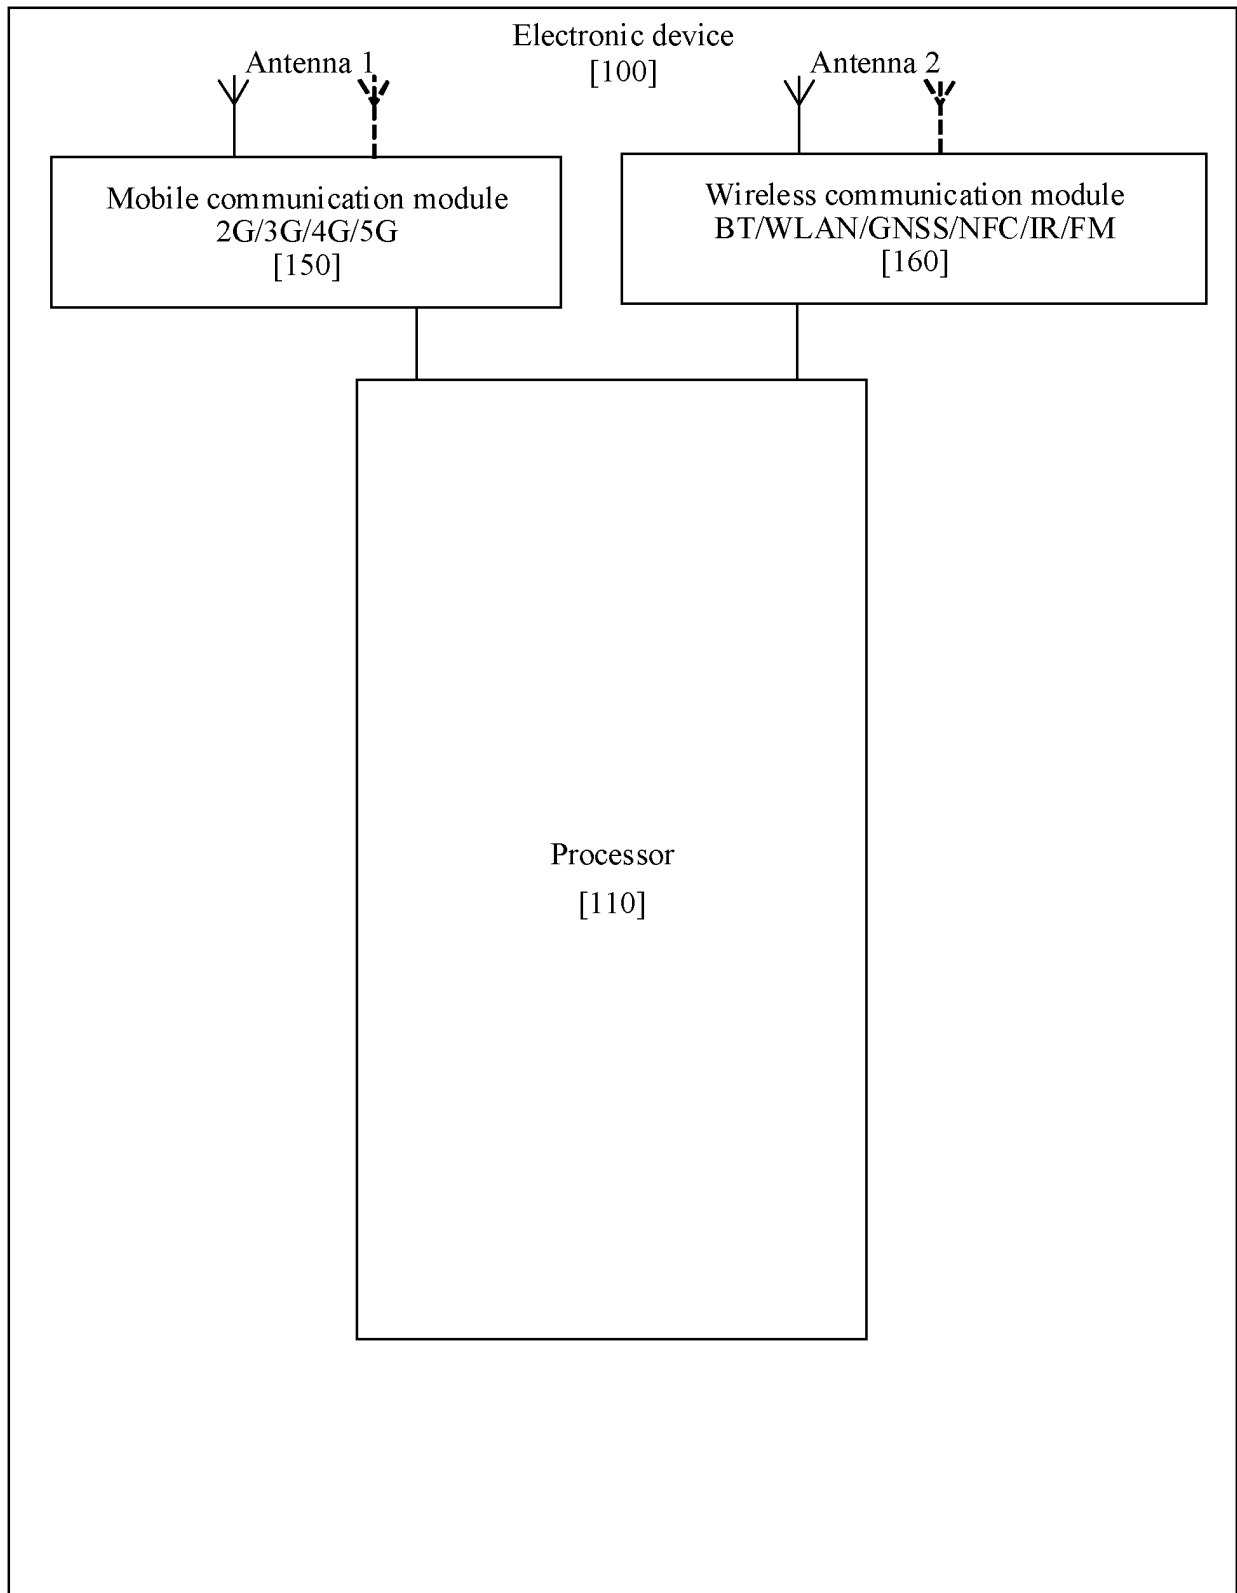 Electronic device
[100]
Antenna 1
Antenna 2
Mobile communication module
2G/3G/4G/5G
[150]
Wireless communication module
BT/WLAN/GNSS/NFC/IR/FM
[160]
Processor
[110]